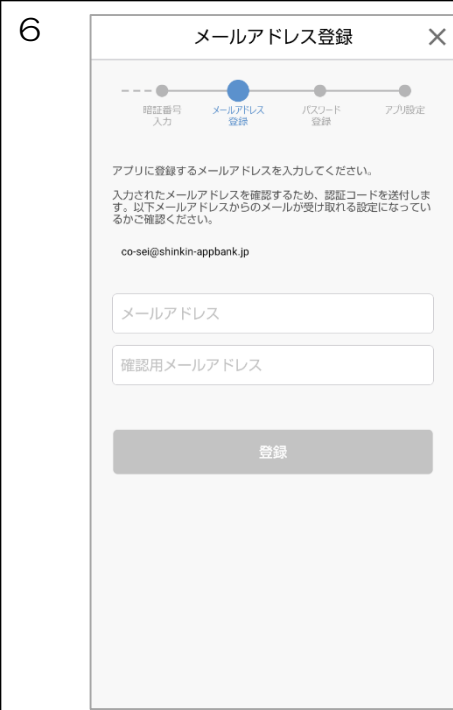 6
メールアドレス登録
暗証番号
入力
メールアドレス
登録
パスワード
登録
アプリ設定
アプリに登録するメールアドレスを入力してください。
入力されたメールアドレスを確認するため、認証コードを送付しま
す。以下メールアドレスからのメールが受け取れる設定になってい
るかご確認ください。
co-sei@shinkin-appbank.jp
メールアドレス
確認用メールアドレス
登録